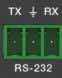 TX ⏚ RX
RS-232